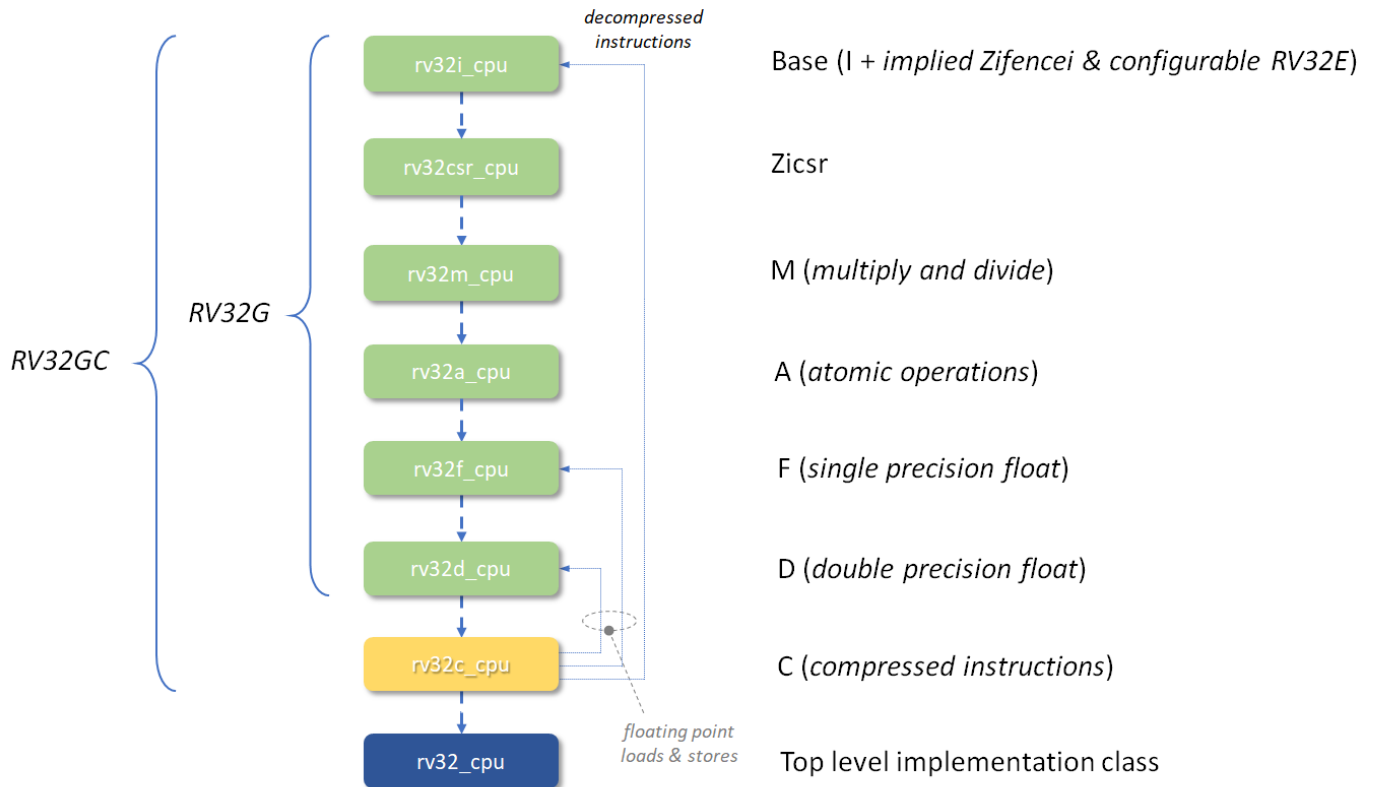 decompressed
instructions
rv32i_cpu
Base (I + implied Zifencei & configurable RV32E)
rv32csr_cpu
Zicsr
rv32m_cpu
M (multiply and divide)
RV32G
RV32GC
rv32a_cpu
A (atomic operations)
rv32f_cpu
F (single precision float)
rv32d_cpu
D (double precision float)
rv32c_cpu
C (compressed instructions)
floating point
loads & stores
rv32_cpu
Top level implementation class